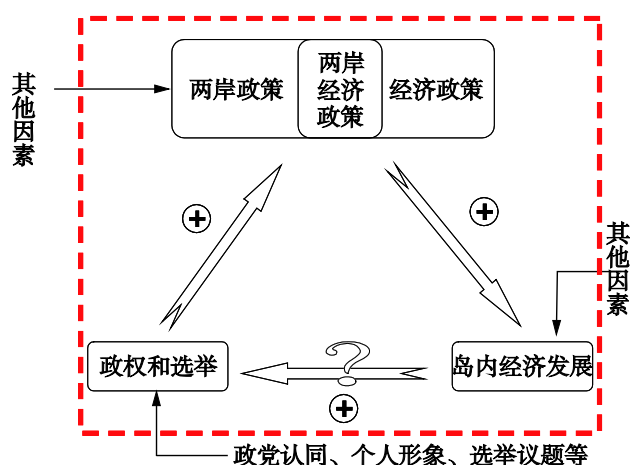 其他因素
两岸政策
两岸
经济
政策
经济政策
+
+
其他因素
政权和选举
?
岛内经济发展
+
政党认同、个人形象、选举议题等